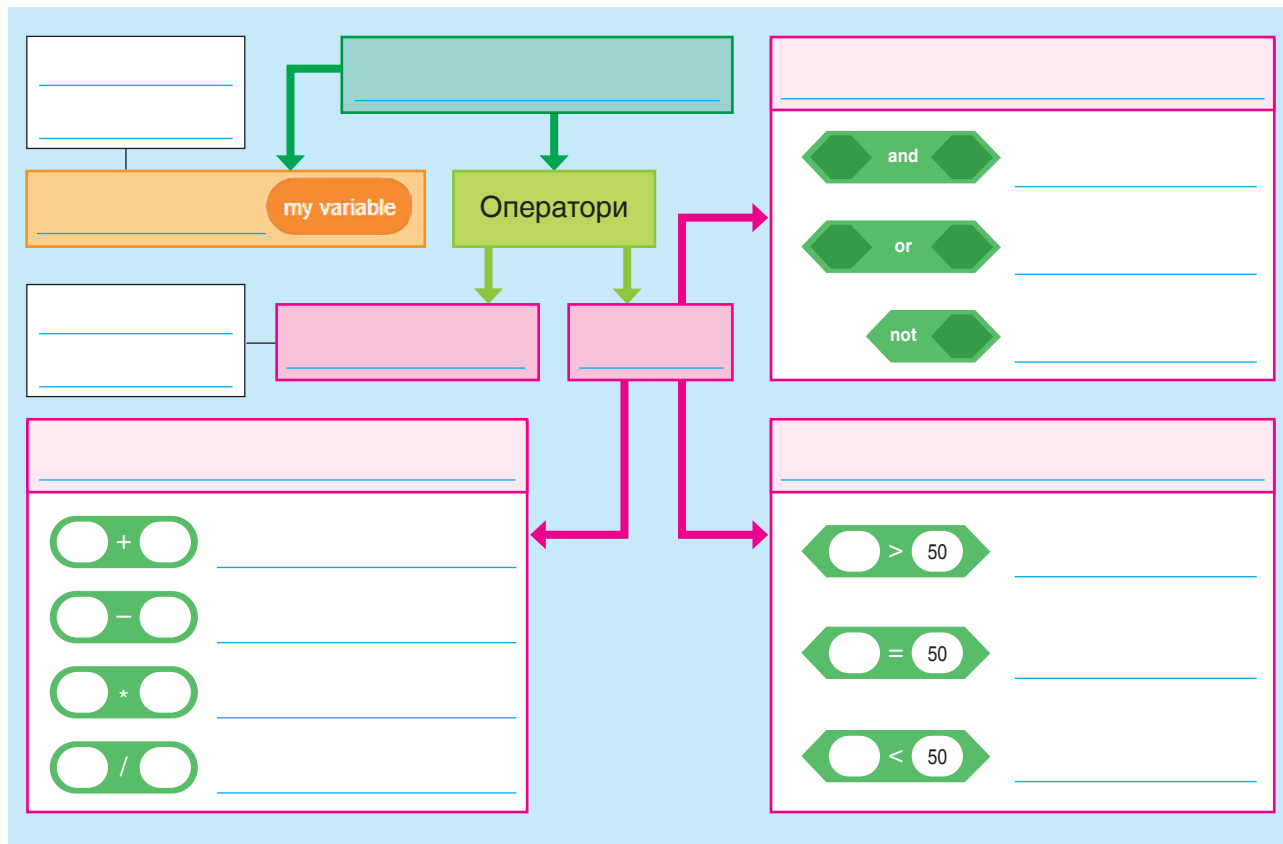 my variable
Оператори
and
or
not
+
–
*
/
> 50
= 50
< 50